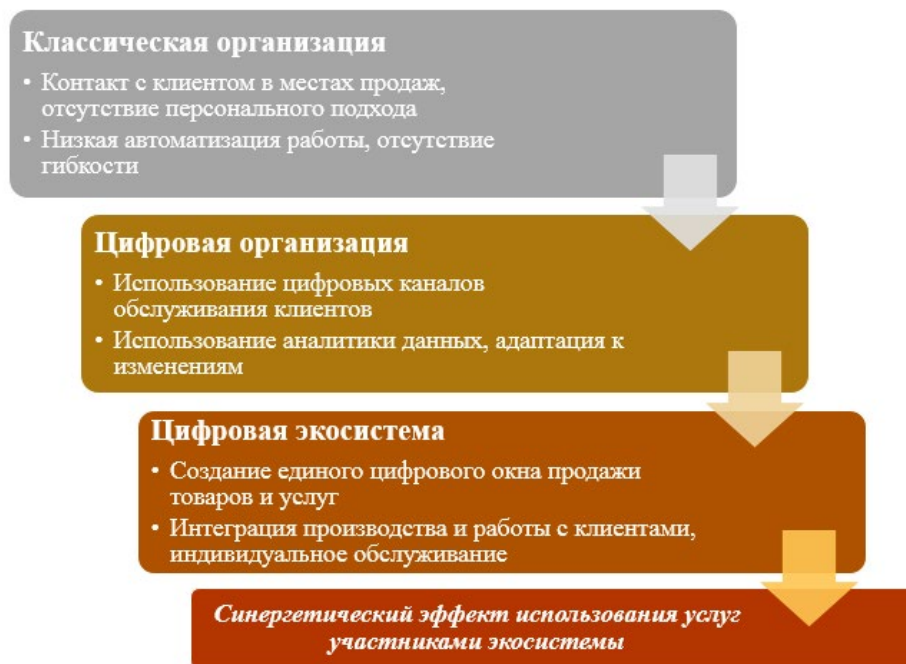 Классическая организация
• Контакт с клиентом в местах продаж,
отсутствие персонального подхода
• Низкая автоматизация работы, отсутствие
гибкости
Цифровая организация
• Использование цифровых каналов
обслуживания клиентов
• Использование аналитики данных, адаптация к
изменениям
Цифровая экосистема
• Создание единого цифрового окна продажи
товаров и услуг
• Интеграция производства и работы с клиентами,
индивидуальное обслуживание
Синергетический эффект использования услуг
участниками экосистемы